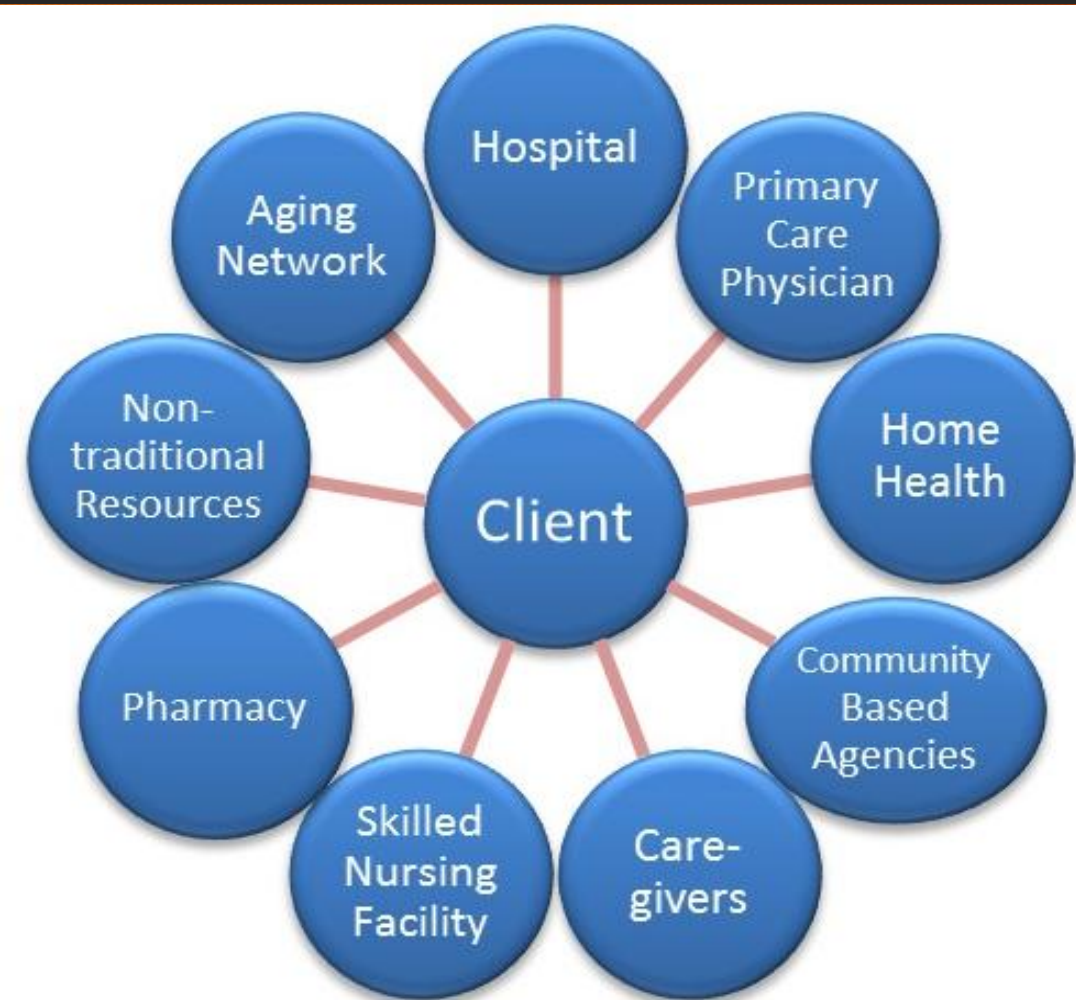 Hospital
Primary
Care
Physician
Home
Health
Community
Based
Agencies
Care-
givers
Skilled
Nursing
Facility
Pharmacy
Non-
traditional
Resources
Aging
Network
Client